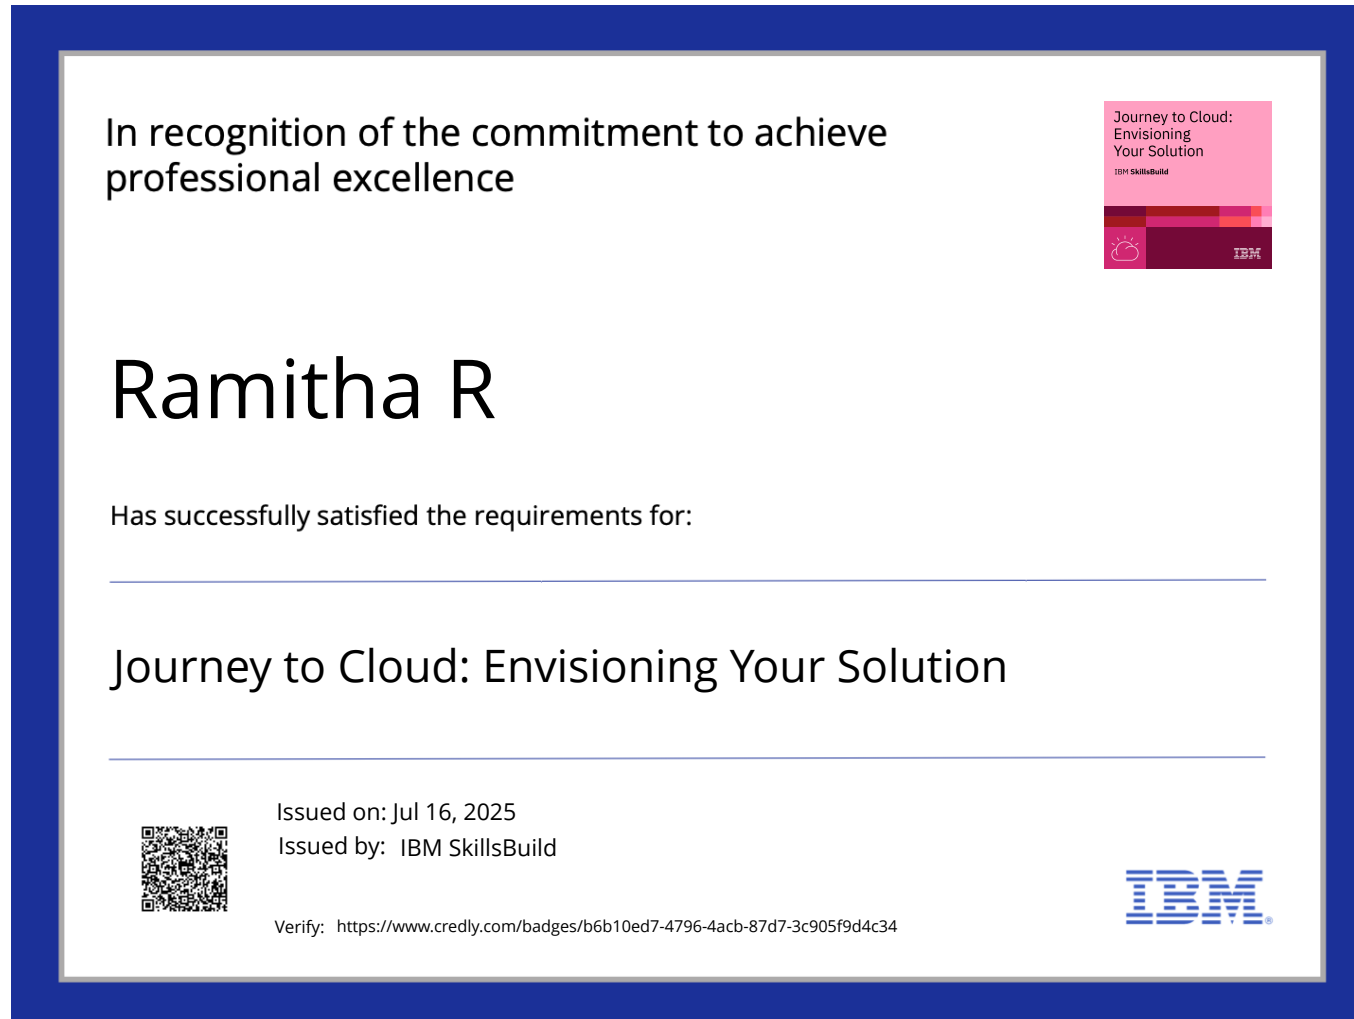 In recognition of the commitment to achieve
professional excellence
Journey to Cloud:
Envisioning
Your Solution
IBM SkillsBuild
IBM
Ramitha R
Has successfully satisfied the requirements for:
Journey to Cloud: Envisioning Your Solution
Issued on: Jul 16, 2025
Issued by: IBM SkillsBuild
Verify: https://www.credly.com/badges/b6b10ed7-4796-4acb-87d7-3c905f9d4c34
IBM®